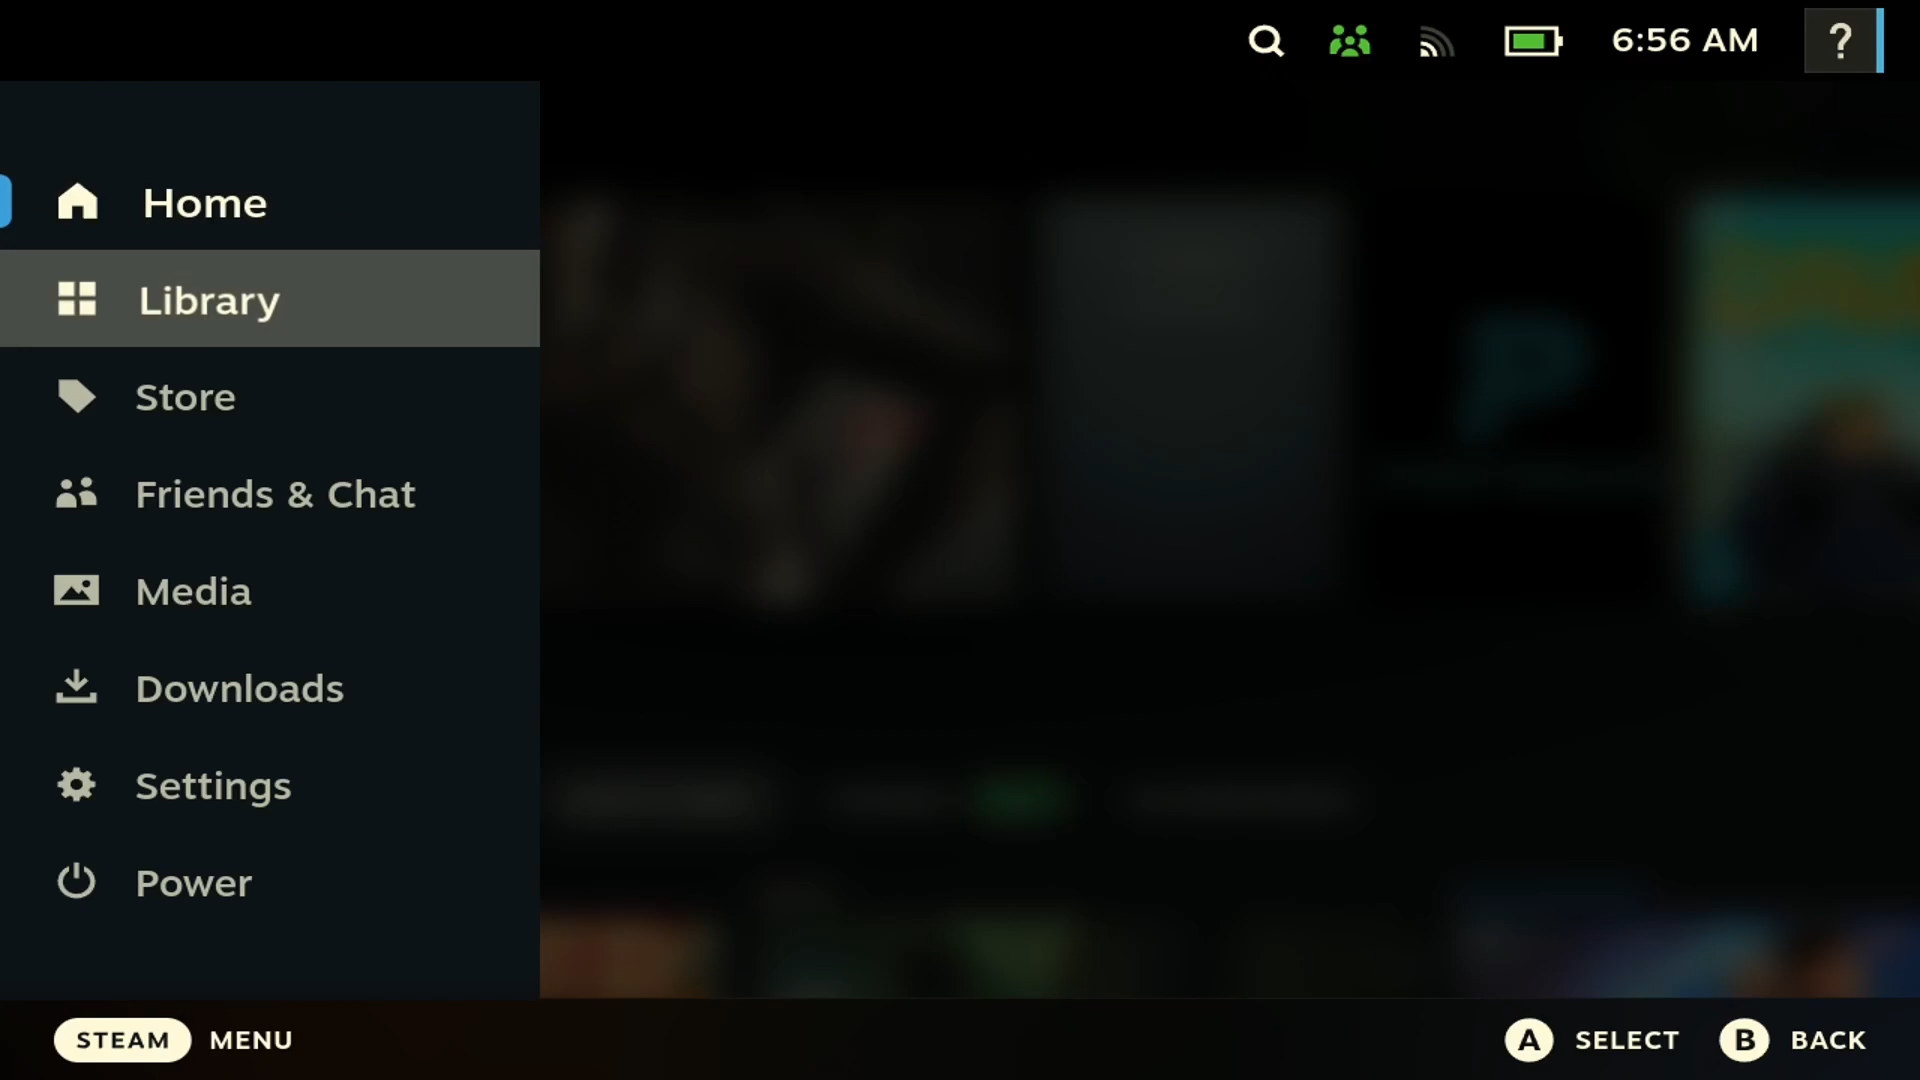 6:56 AM
?
Home
Library
Store
Friends & Chat
Media
Downloads
Settings
Power
STEAM MENU
A SELECT B BACK